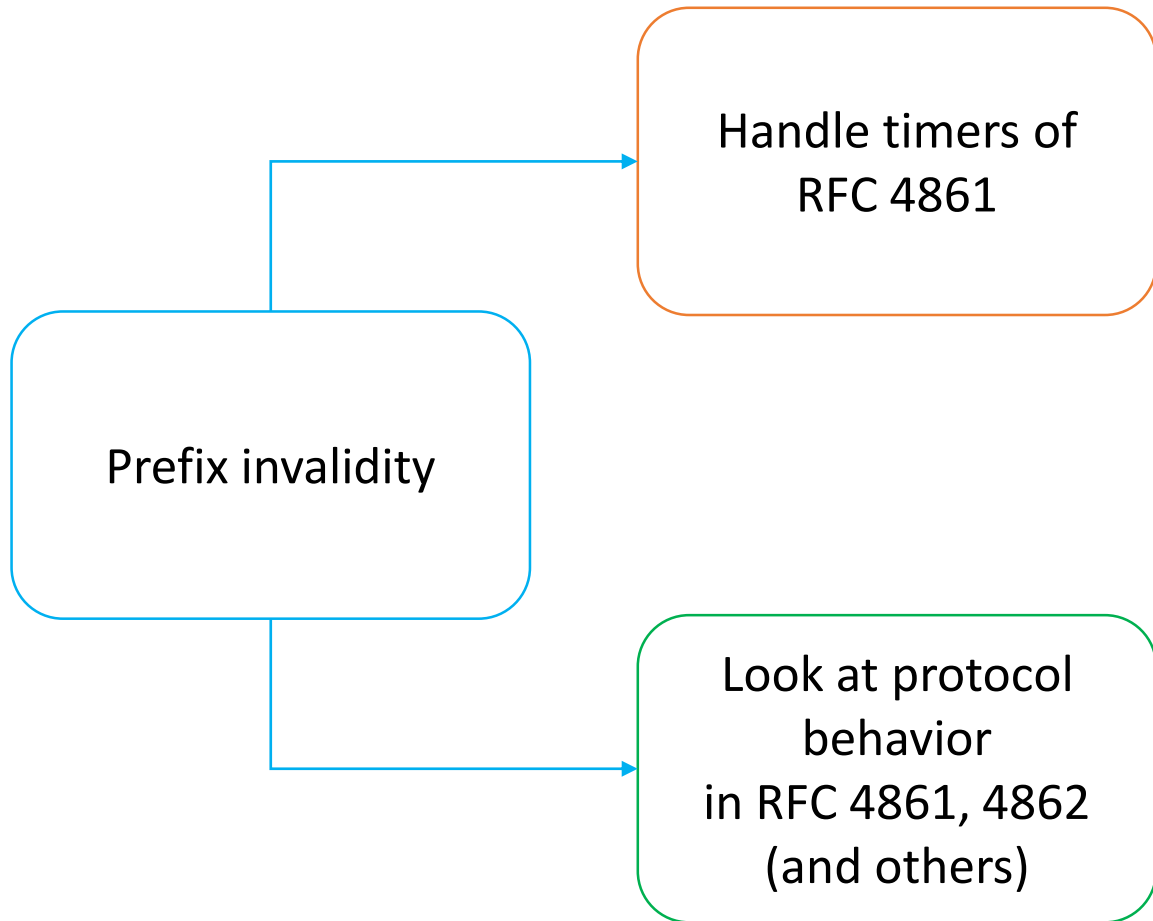 Handle timers of
RFC 4861
Prefix invalidity
Look at protocol
behavior
in RFC 4861, 4862
(and others)